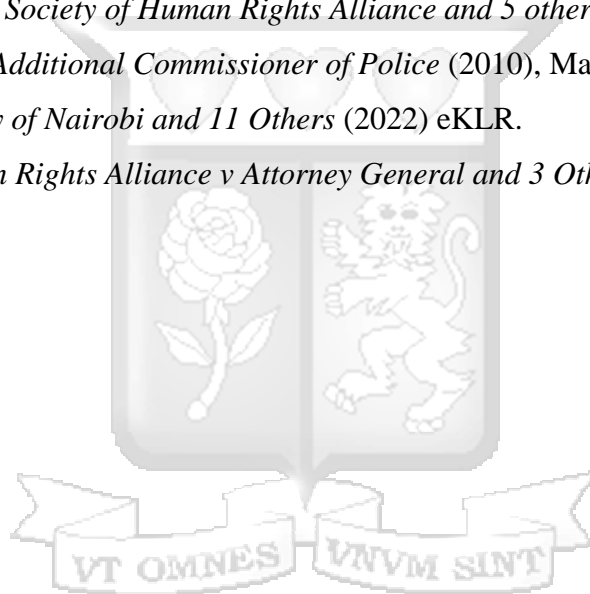 Society of Human Rights Alliance and 5 other
Additional Commissioner of Police (2010), Ma
y of Nairobi and 11 Others (2022) eKLR.
n Rights Alliance v Attorney General and 3 Oth
VT OMNES VNVM SINT